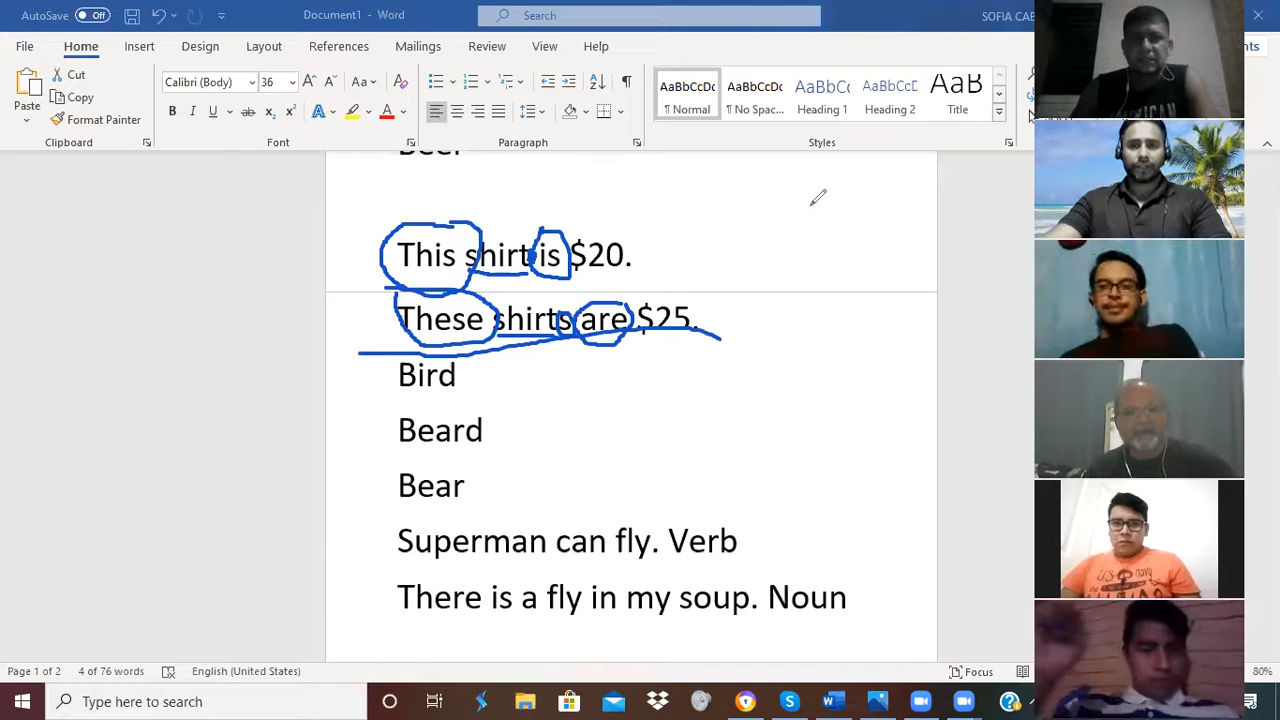 AutoSave Off Document1 - Word Search SOFIA CAE
File Home Insert Design Layout References Mailings Review View Help
Cut
Copy
Format Painter
Paste
Calibri (Body) 36
AaBbCcDc AaBbCcDc AaBbCc AaBbCcD AaB
¶ Normal ¶ No Spac... Heading 1 Heading 2 Title
Clipboard Font Paragraph Styles
This shirt is $20.
These shirts are $25.
Bird
Beard
Bear
Superman can fly. Verb
There is a fly in my soup. Noun
Page 1 of 2 4 of 76 words English (United States) Focus 80%
Type here to search